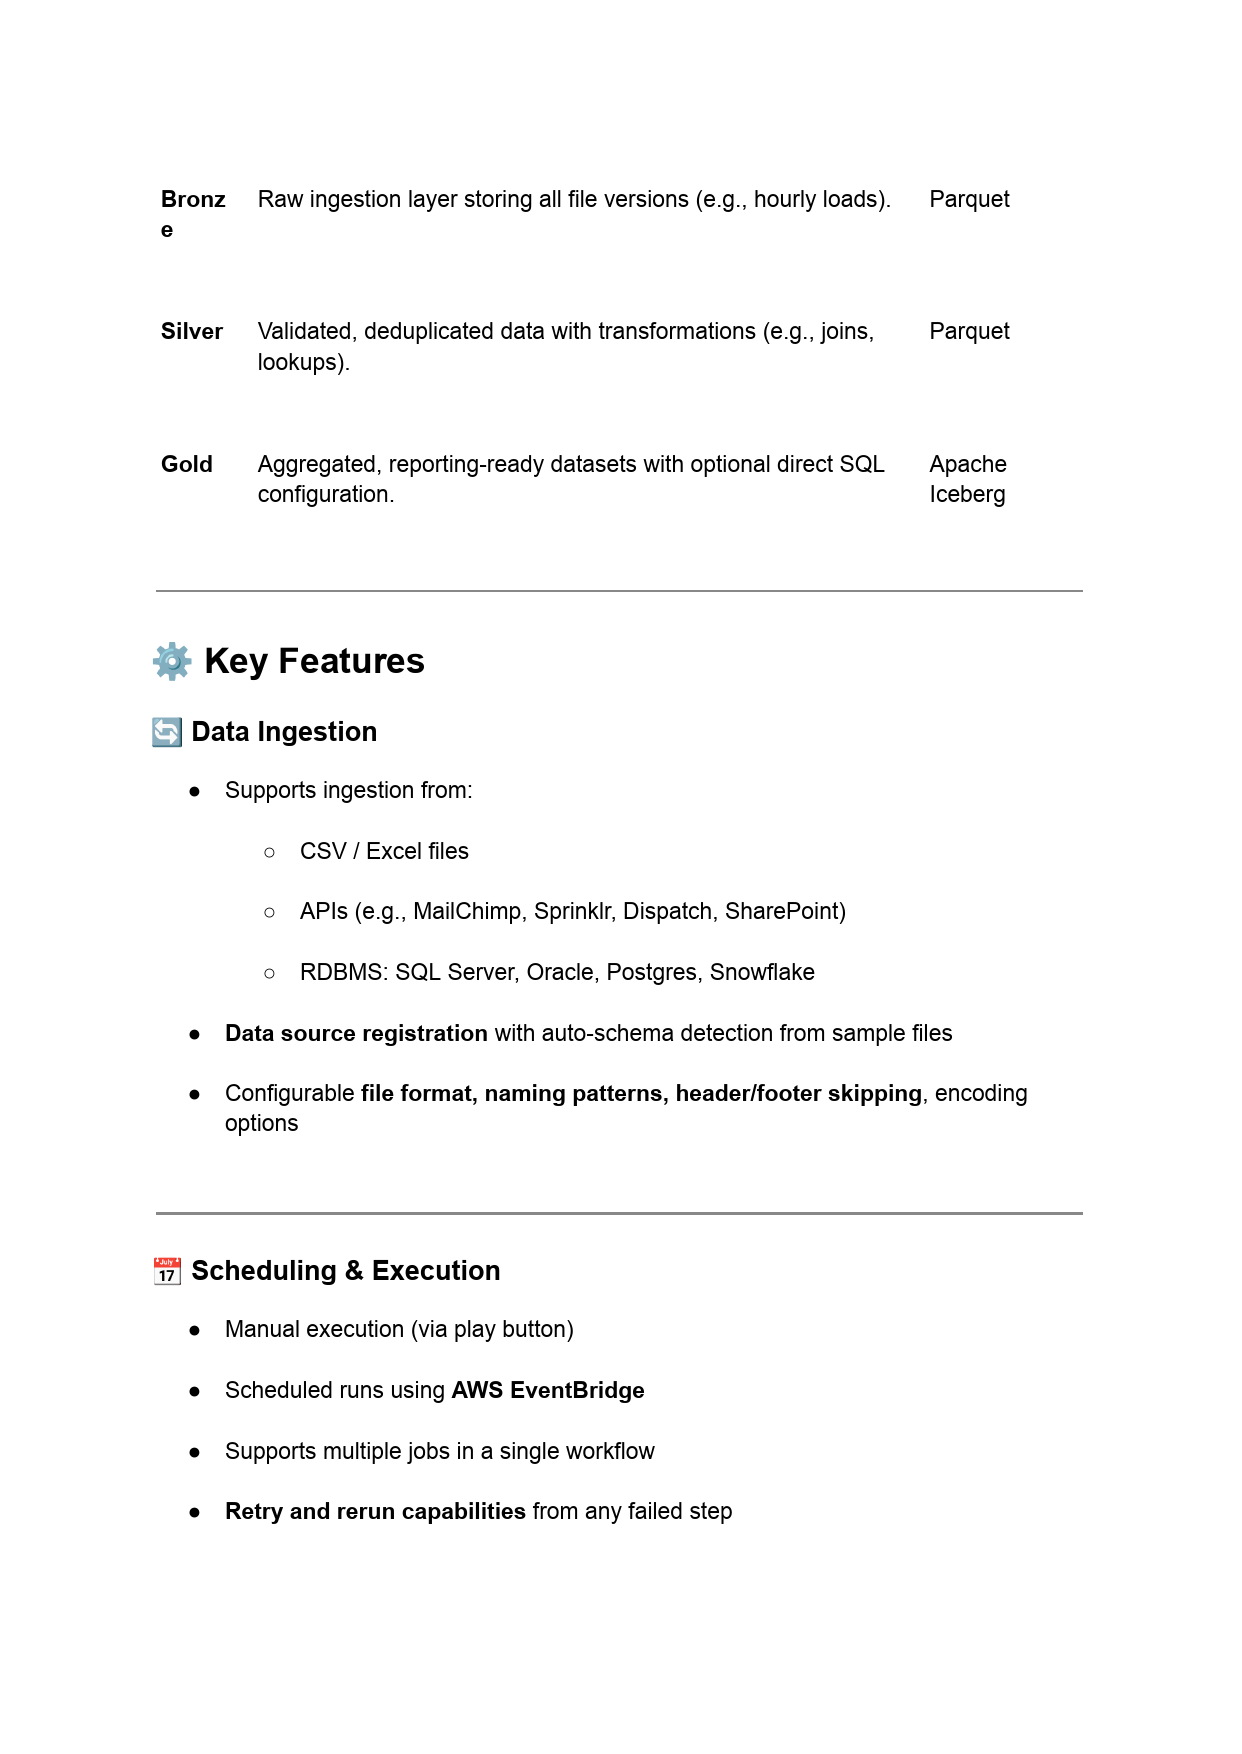 Bronz Raw ingestion layer storing all file versions (e.g., hourly loads). Parquet
e
Silver Validated, deduplicated data with transformations (e.g., joins, Parquet
lookups).
Gold Aggregated, reporting-ready datasets with optional direct SQL Apache
configuration. Iceberg
⚙️ Key Features
🔄 Data Ingestion
● Supports ingestion from:
○ CSV / Excel files
○ APIs (e.g., MailChimp, Sprinklr, Dispatch, SharePoint)
○ RDBMS: SQL Server, Oracle, Postgres, Snowflake
● Data source registration with auto-schema detection from sample files
● Configurable file format, naming patterns, header/footer skipping, encoding
options
📅 Scheduling & Execution
● Manual execution (via play button)
● Scheduled runs using AWS EventBridge
● Supports multiple jobs in a single workflow
● Retry and rerun capabilities from any failed step